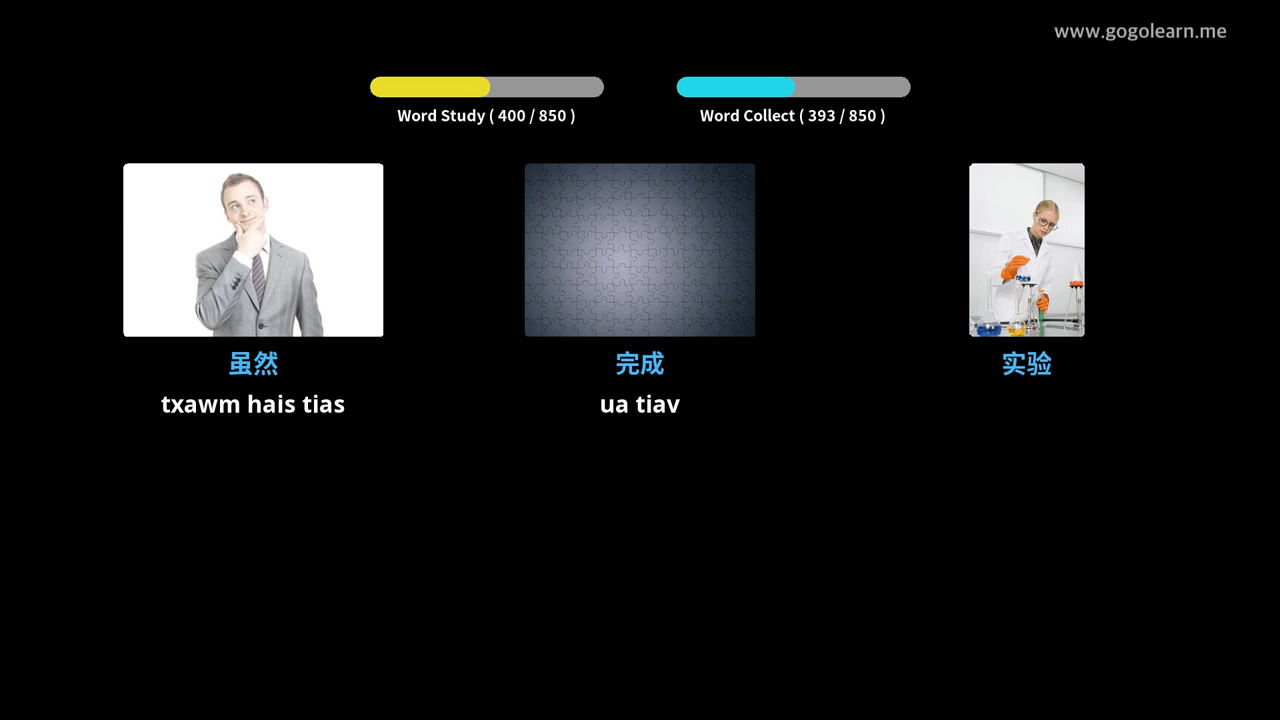 www.gogolearn.me
Word Study ( 400 / 850 )
Word Collect ( 393 / 850 )
虽然
完成
实验
txawm hais tias
ua tiav